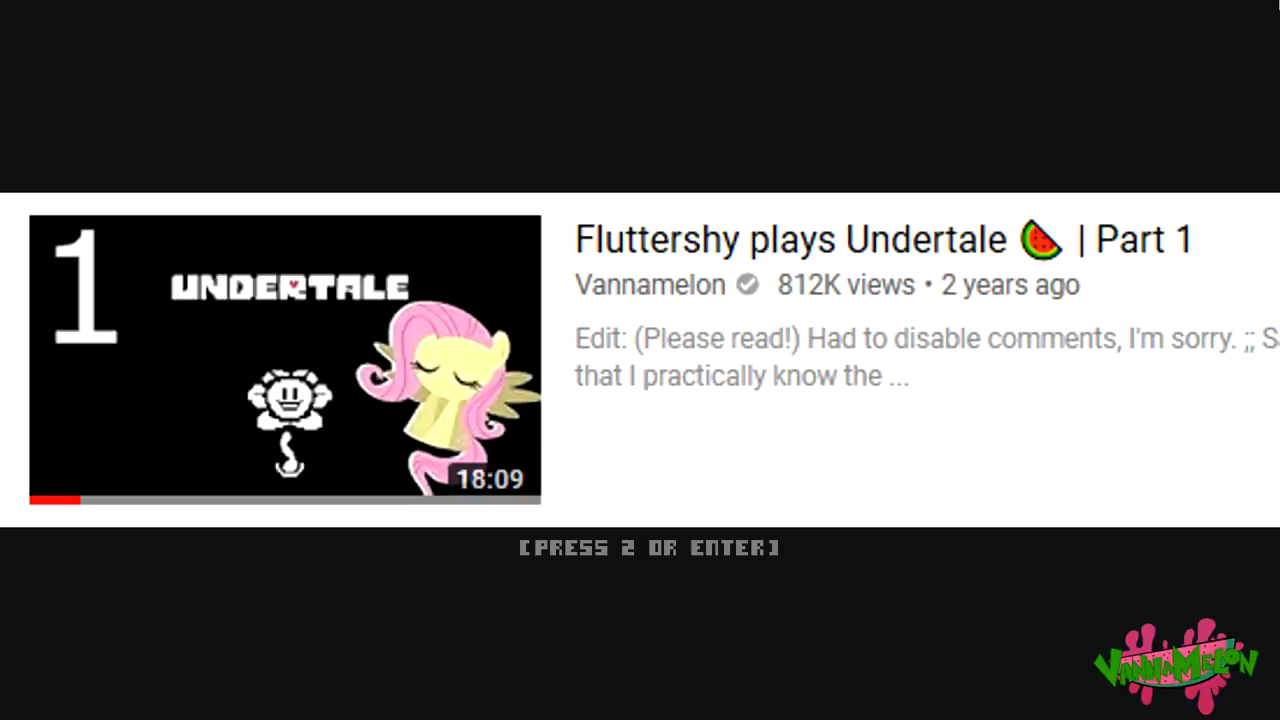 1
UNDERTALE
18:09
Fluttershy plays Undertale 🍉 | Part 1
Vannamelon 812K views • 2 years ago
Edit: (Please read!) Had to disable comments, I'm sorry. ;; S
that I practically know the ...
[PRESS Z OR ENTER]
VANNAMELON